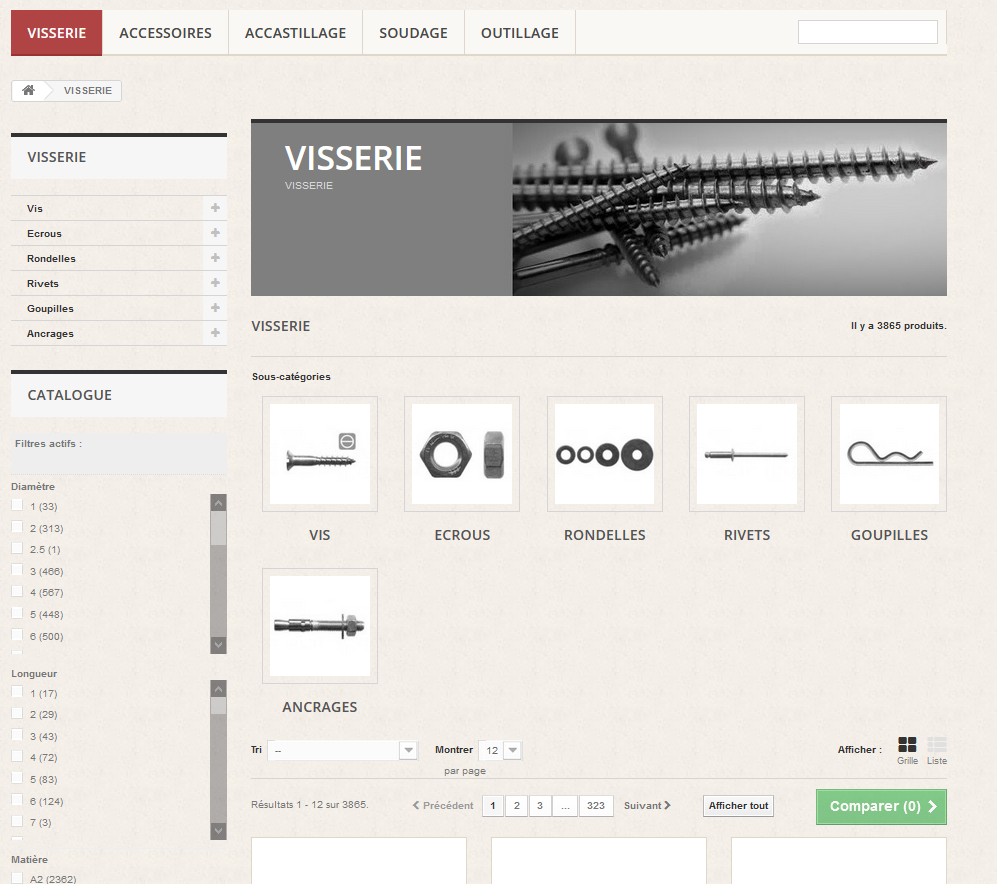 VISSERIE ACCESSOIRES ACCASTILLAGE SOUDAGE OUTILLAGE
VISSERIE
VISSERIE
Vis
Ecrous
Rondelles
Rivets
Goupilles
Ancrages
CATALOGUE
Filtres actifs :
Diamètre
1 (33)
2 (313)
2.5 (1)
3 (466)
4 (567)
5 (448)
6 (500)
Longueur
1 (17)
2 (29)
3 (43)
4 (72)
5 (83)
6 (124)
7 (3)
Matière
A2 (2362)
VISSERIE
VISSERIE
VISSERIE Il y a 3865 produits.
Sous-catégories
VIS ECROUS RONDELLES RIVETS GOUPILLES
ANCRAGES
Tri -- Montrer 12 Afficher : Grille Liste
par page
Résultats 1 - 12 sur 3865. Précédent 1 2 3 ... 323 Suivant Afficher tout Comparer (0)